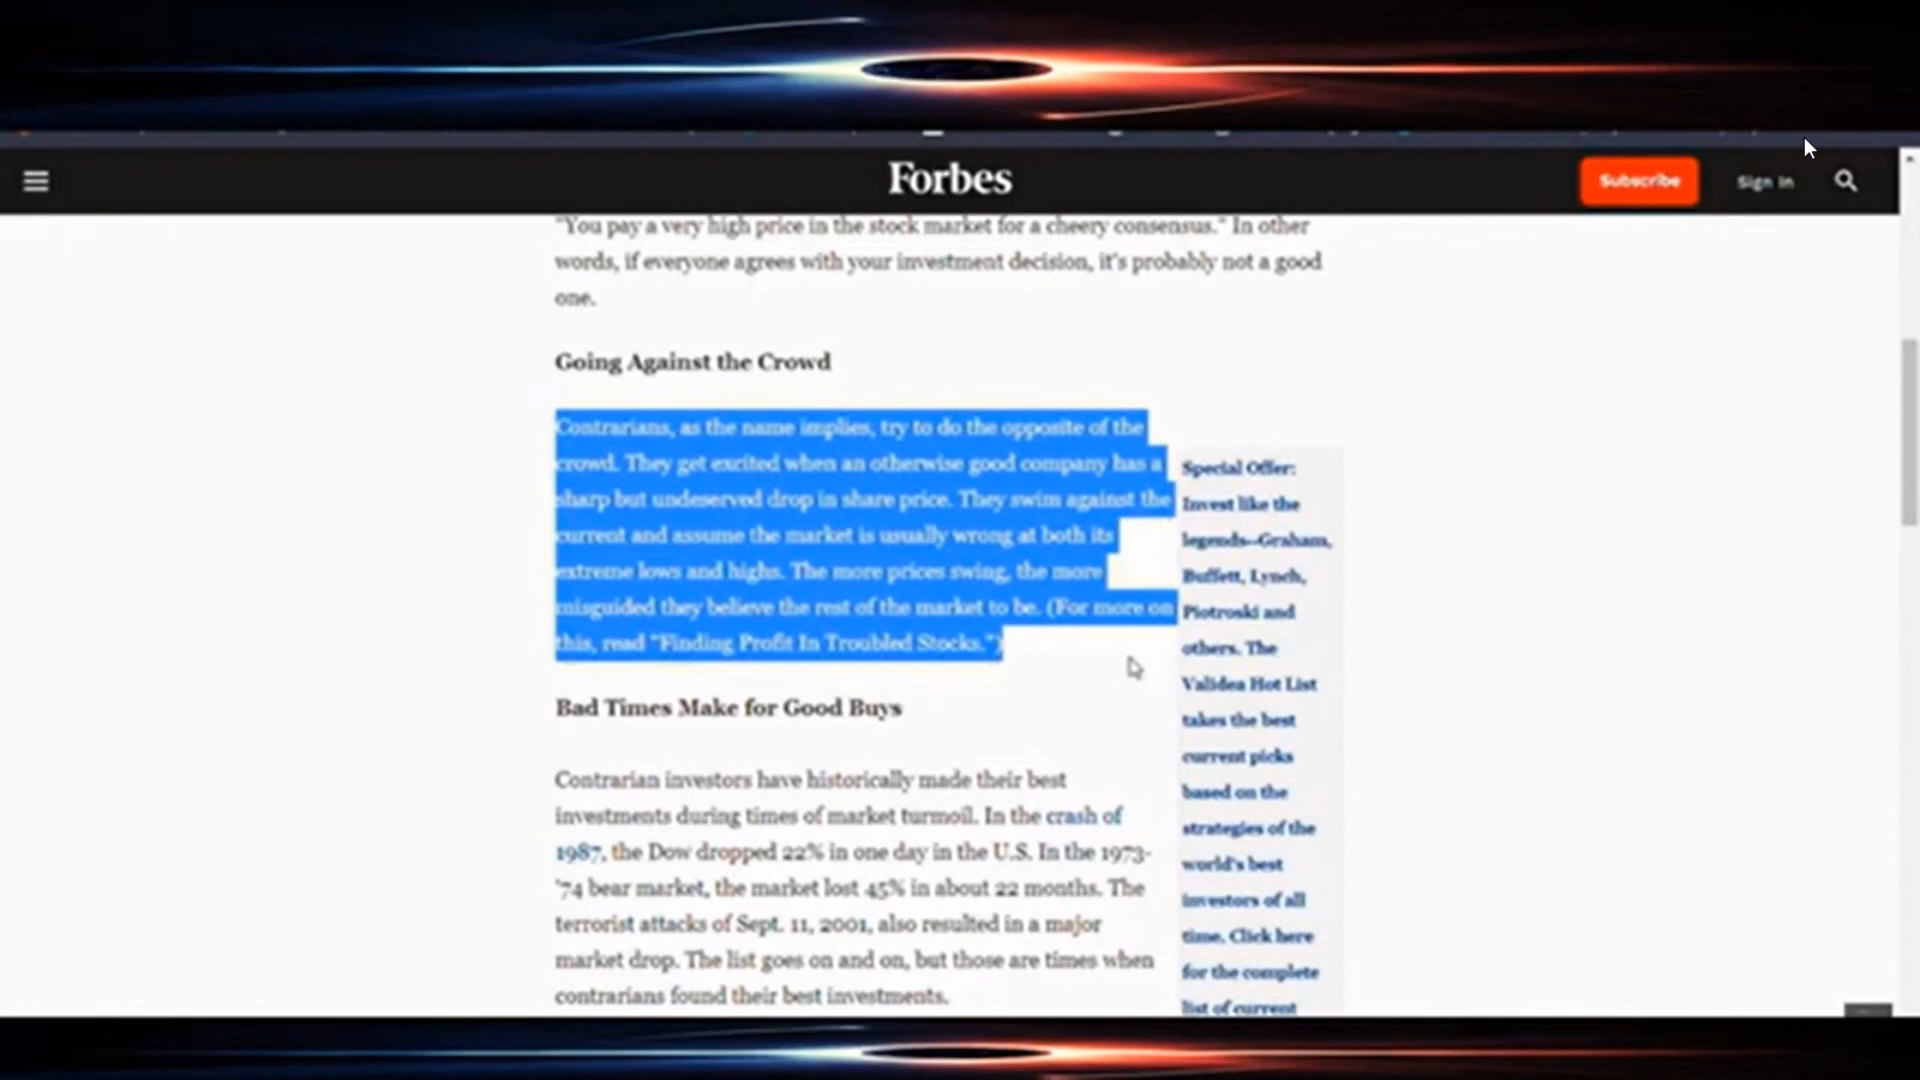 Forbes
Subscribe
Sign In
"You pay a very high price in the stock market for a cheery consensus." In other
words, if everyone agrees with your investment decision, it's probably not a good
one.
Going Against the Crowd
Contrarians, as the name implies, try to do the opposite of the
crowd. They get excited when an otherwise good company has a
sharp but undeserved drop in share price. They swim against the
current and assume the market is usually wrong at both its
extreme lows and highs. The more prices swing, the more
misguided they believe the rest of the market to be. (For more on
this, read "Finding Profit In Troubled Stocks.")
Bad Times Make for Good Buys
Contrarian investors have historically made their best
investments during times of market turmoil. In the crash of
1987, the Dow dropped 22% in one day in the U.S. In the 1973-
'74 bear market, the market lost 45% in about 22 months. The
terrorist attacks of Sept. 11, 2001, also resulted in a major
market drop. The list goes on and on, but those are times when
contrarians found their best investments.
Special Offer:
Invest like the
legends--Graham,
Buffett, Lynch,
Piotroski and
others. The
Validea Hot List
takes the best
current picks
based on the
strategies of the
world's best
investors of all
time. Click here
for the complete
list of current